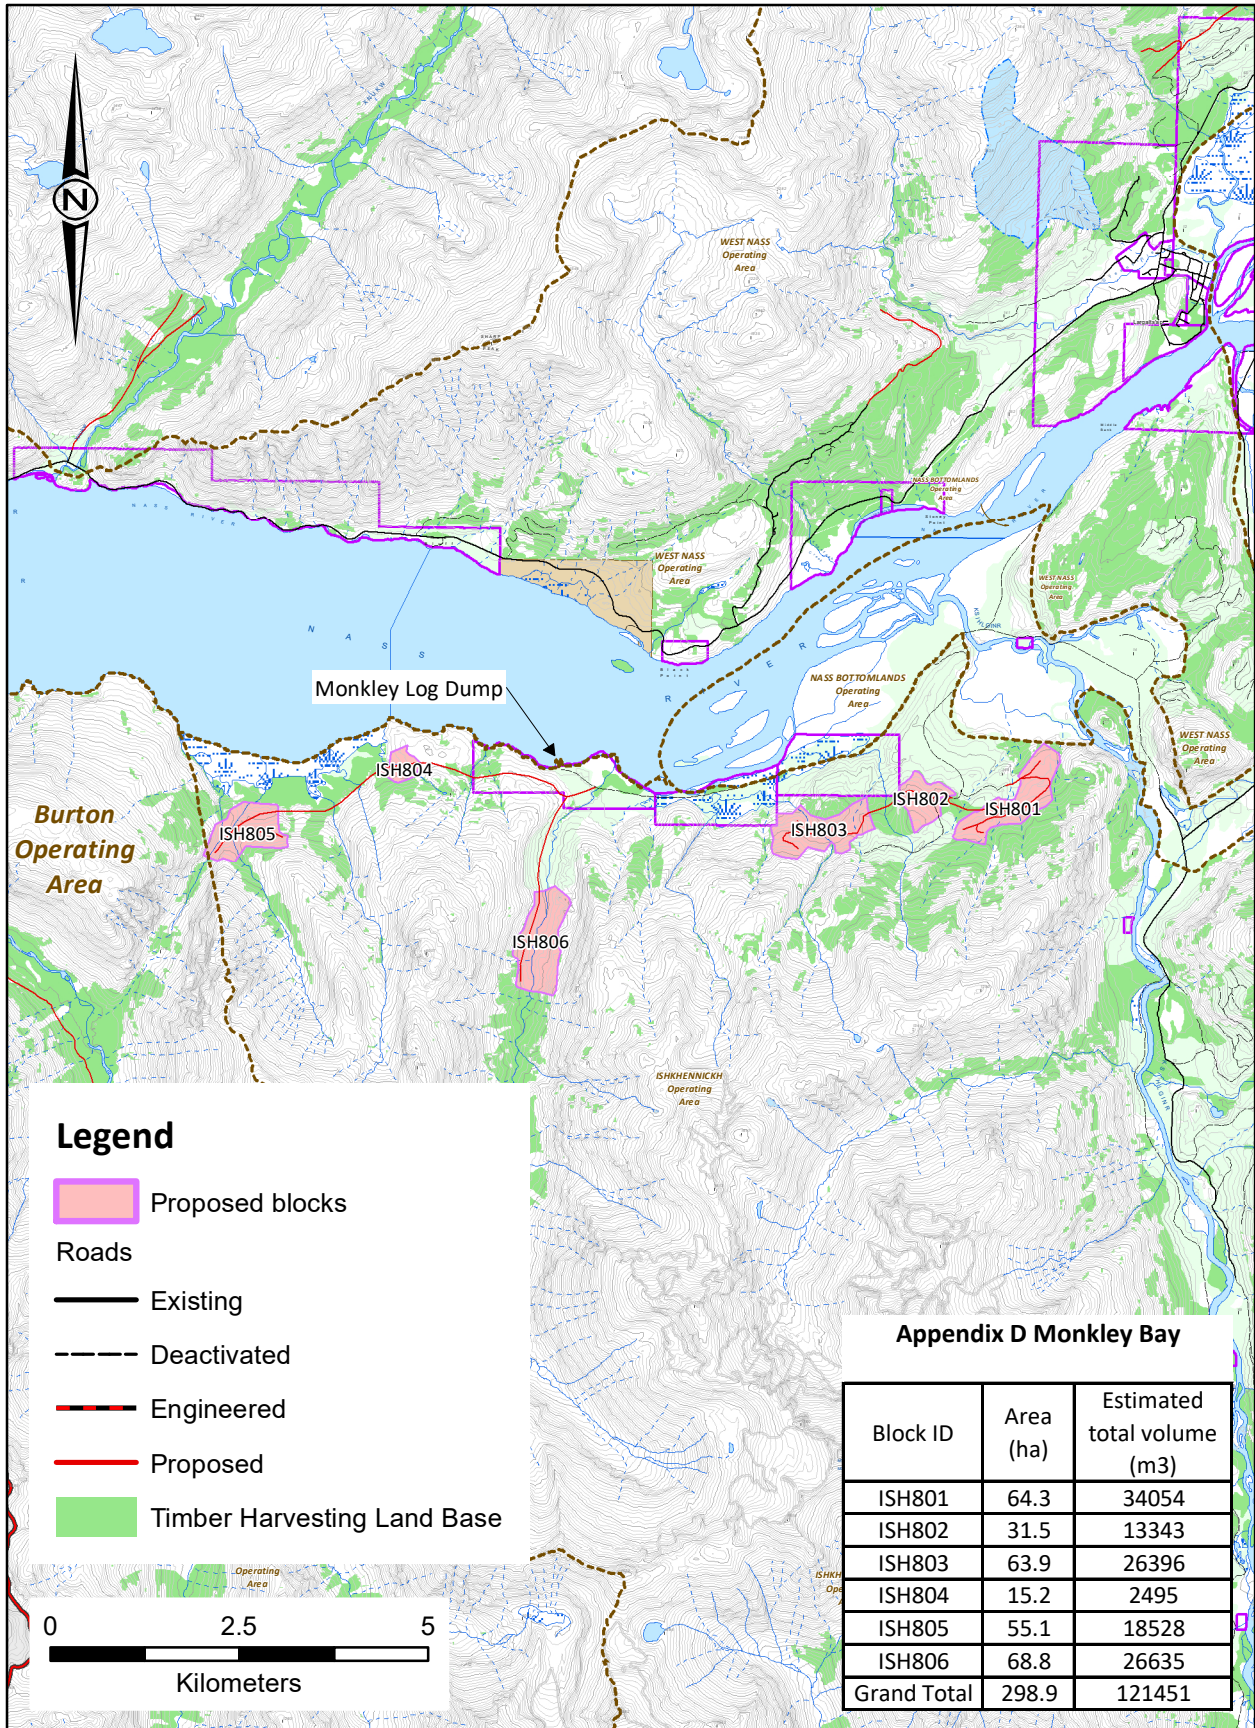 N
WEST NASS
Operating
Area
NASS RIVER
NASS BOTTOMLANDS
Operating
Area
WEST NASS
Operating
Area
WEST NASS
Operating
Area
N A S S
R I V E R
Monkley Log Dump
NASS BOTTOMLANDS
Operating
Area
WEST NASS
Operating
Area
ISH804
ISH805
ISH803
ISH802
ISH801
ISH806
Burton
Operating
Area
ISHKHENNICKH
Operating
Area
Legend
Proposed blocks
Roads
Existing
Deactivated
Engineered
Proposed
Timber Harvesting Land Base
Operating
Area
0 2.5 5
Kilometers
Appendix D Monkley Bay
Block ID Area (ha) Estimated total volume (m3)
ISH801 64.3 34054
ISH802 31.5 13343
ISH803 63.9 26396
ISH804 15.2 2495
ISH805 55.1 18528
ISH806 68.8 26635
Grand Total 298.9 121451